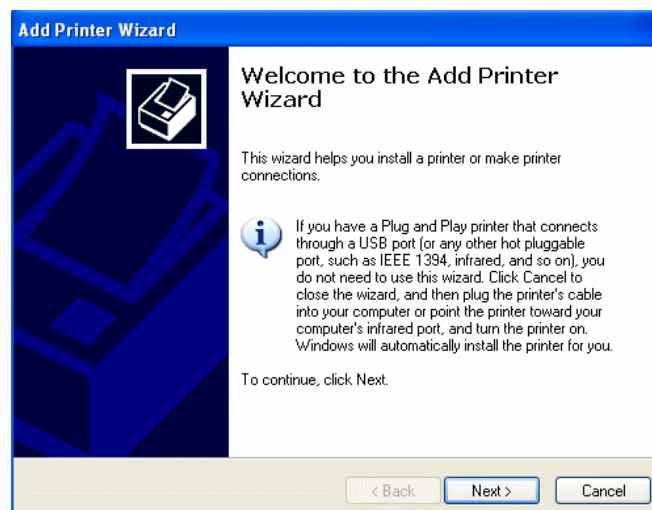 Add Printer Wizard
Welcome to the Add Printer
Wizard
This wizard helps you install a printer or make printer
connections.
If you have a Plug and Play printer that connects
through a USB port (or any other hot pluggable
port, such as IEEE 1394, infrared, and so on), you
do not need to use this wizard. Click Cancel to
close the wizard, and then plug the printer's cable
into your computer or point the printer toward your
computer's infrared port, and turn the printer on.
Windows will automatically install the printer for you.
To continue, click Next.
< Back Next > Cancel